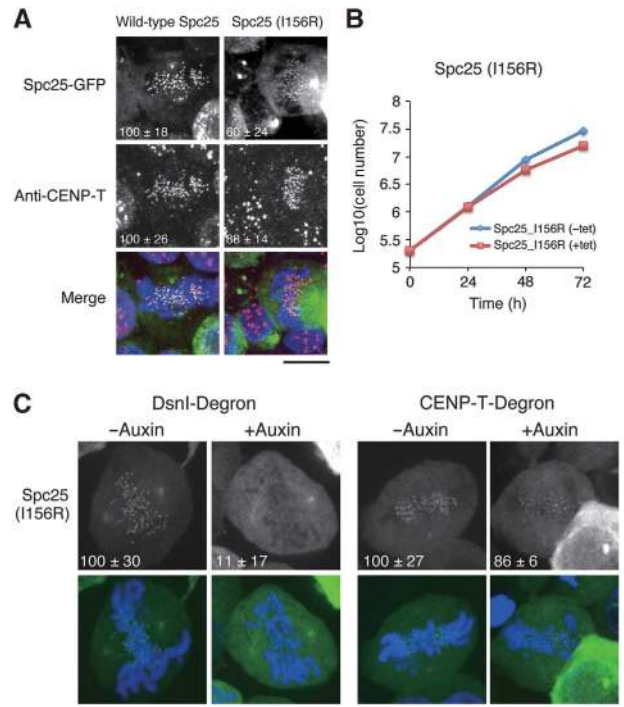 A
Wild-type Spc25 Spc25 (I156R)
Spc25-GFP
100 ± 18 60 ± 24
Anti-CENP-T
100 ± 26 88 ± 14
Merge
B
Spc25 (I156R)
Log10(cell number)
8
7.5
7
6.5
6
5.5
5
Spc25_I156R (−tet)
Spc25_I156R (+tet)
0 24 48 72
Time (h)
C
DsnI-Degron CENP-T-Degron
−Auxin +Auxin −Auxin +Auxin
Spc25
(I156R)
100 ± 30 11 ± 17 100 ± 27 86 ± 6